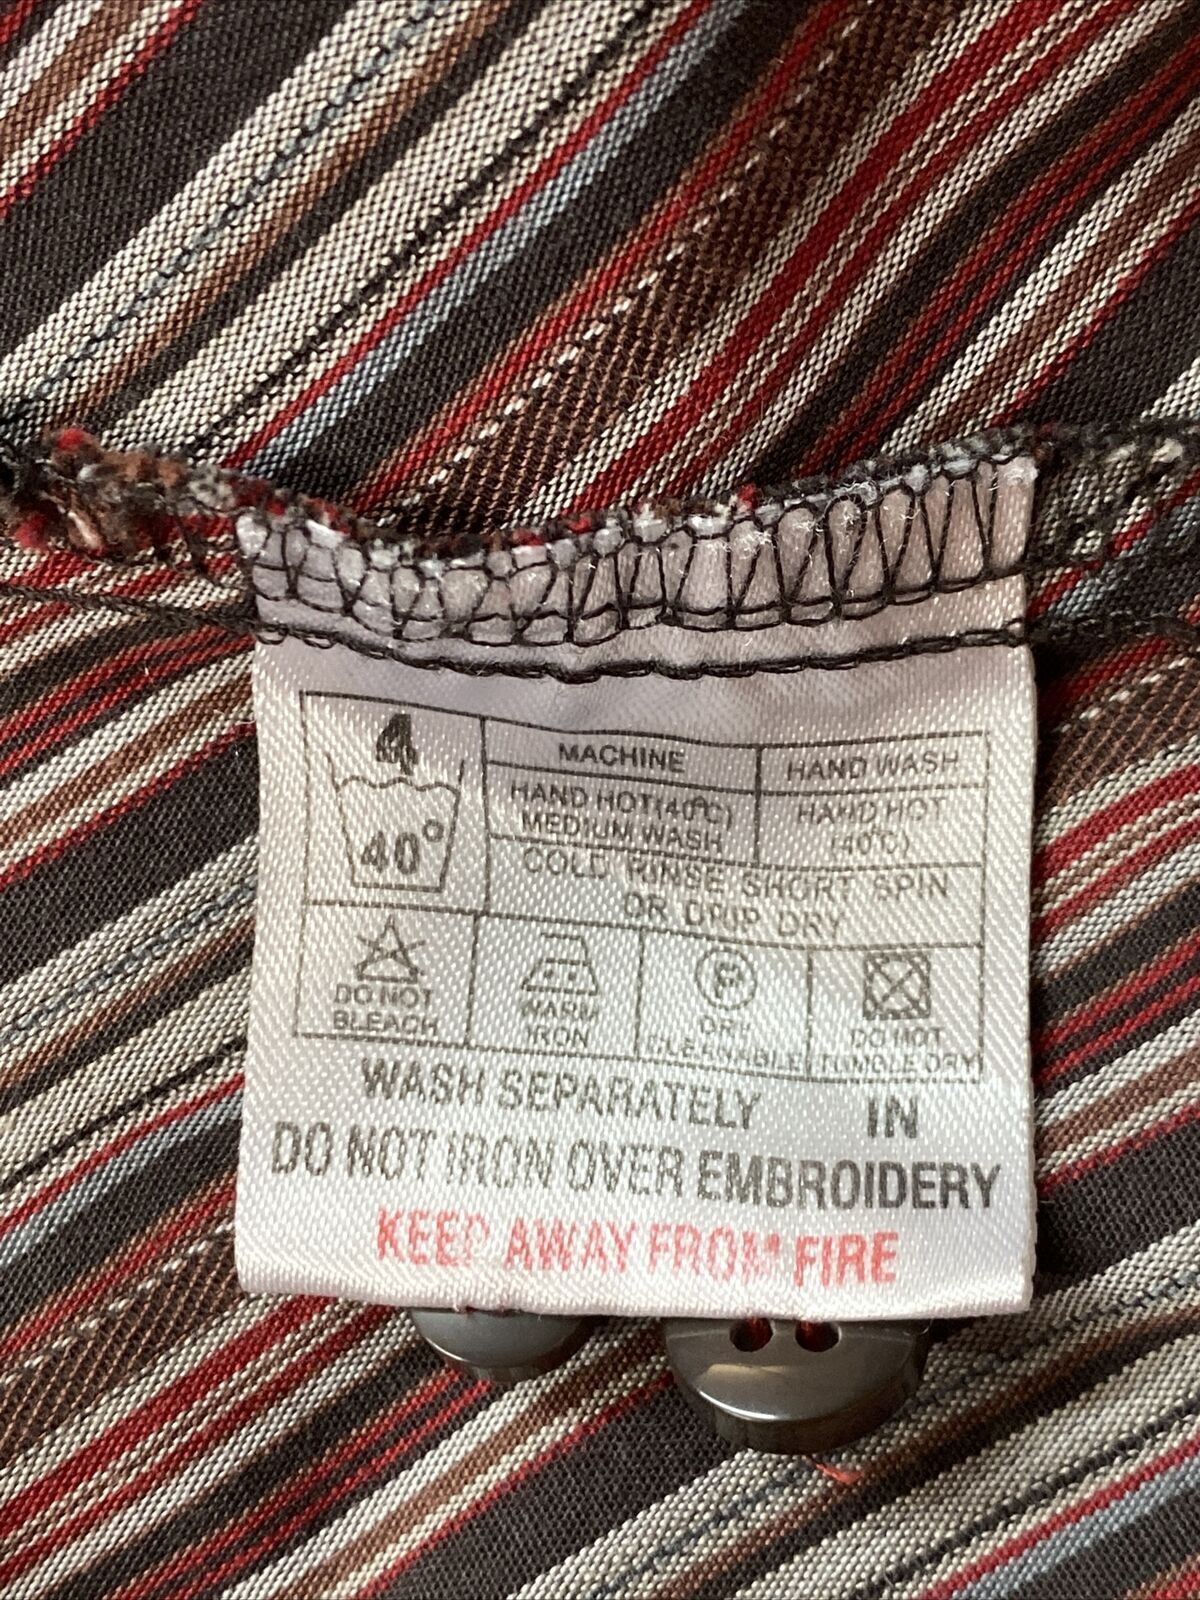 4
40°
MACHINE
HAND WASH
HAND HOT (40°C)
MEDIUM WASH
HAND HOT
(40°C)
COLD RINSE SHORT SPIN
OR DRIP DRY
DO NOT
BLEACH
WARM
IRON
P
DRY
CLEANABLE
DO NOT
TUMBLE DRY
WASH SEPARATELY IN
DO NOT IRON OVER EMBROIDERY
KEEP AWAY FROM FIRE